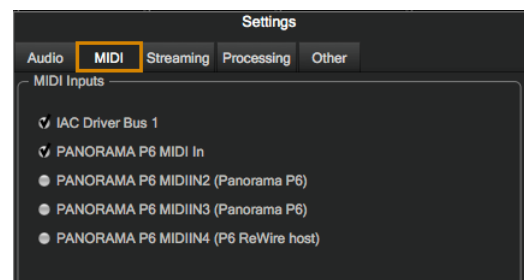 Settings
Audio MIDI Streaming Processing Other
MIDI Inputs
IAC Driver Bus 1
PANORAMA P6 MIDI In
PANORAMA P6 MIDIIN2 (Panorama P6)
PANORAMA P6 MIDIIN3 (Panorama P6)
PANORAMA P6 MIDIIN4 (P6 ReWire host)